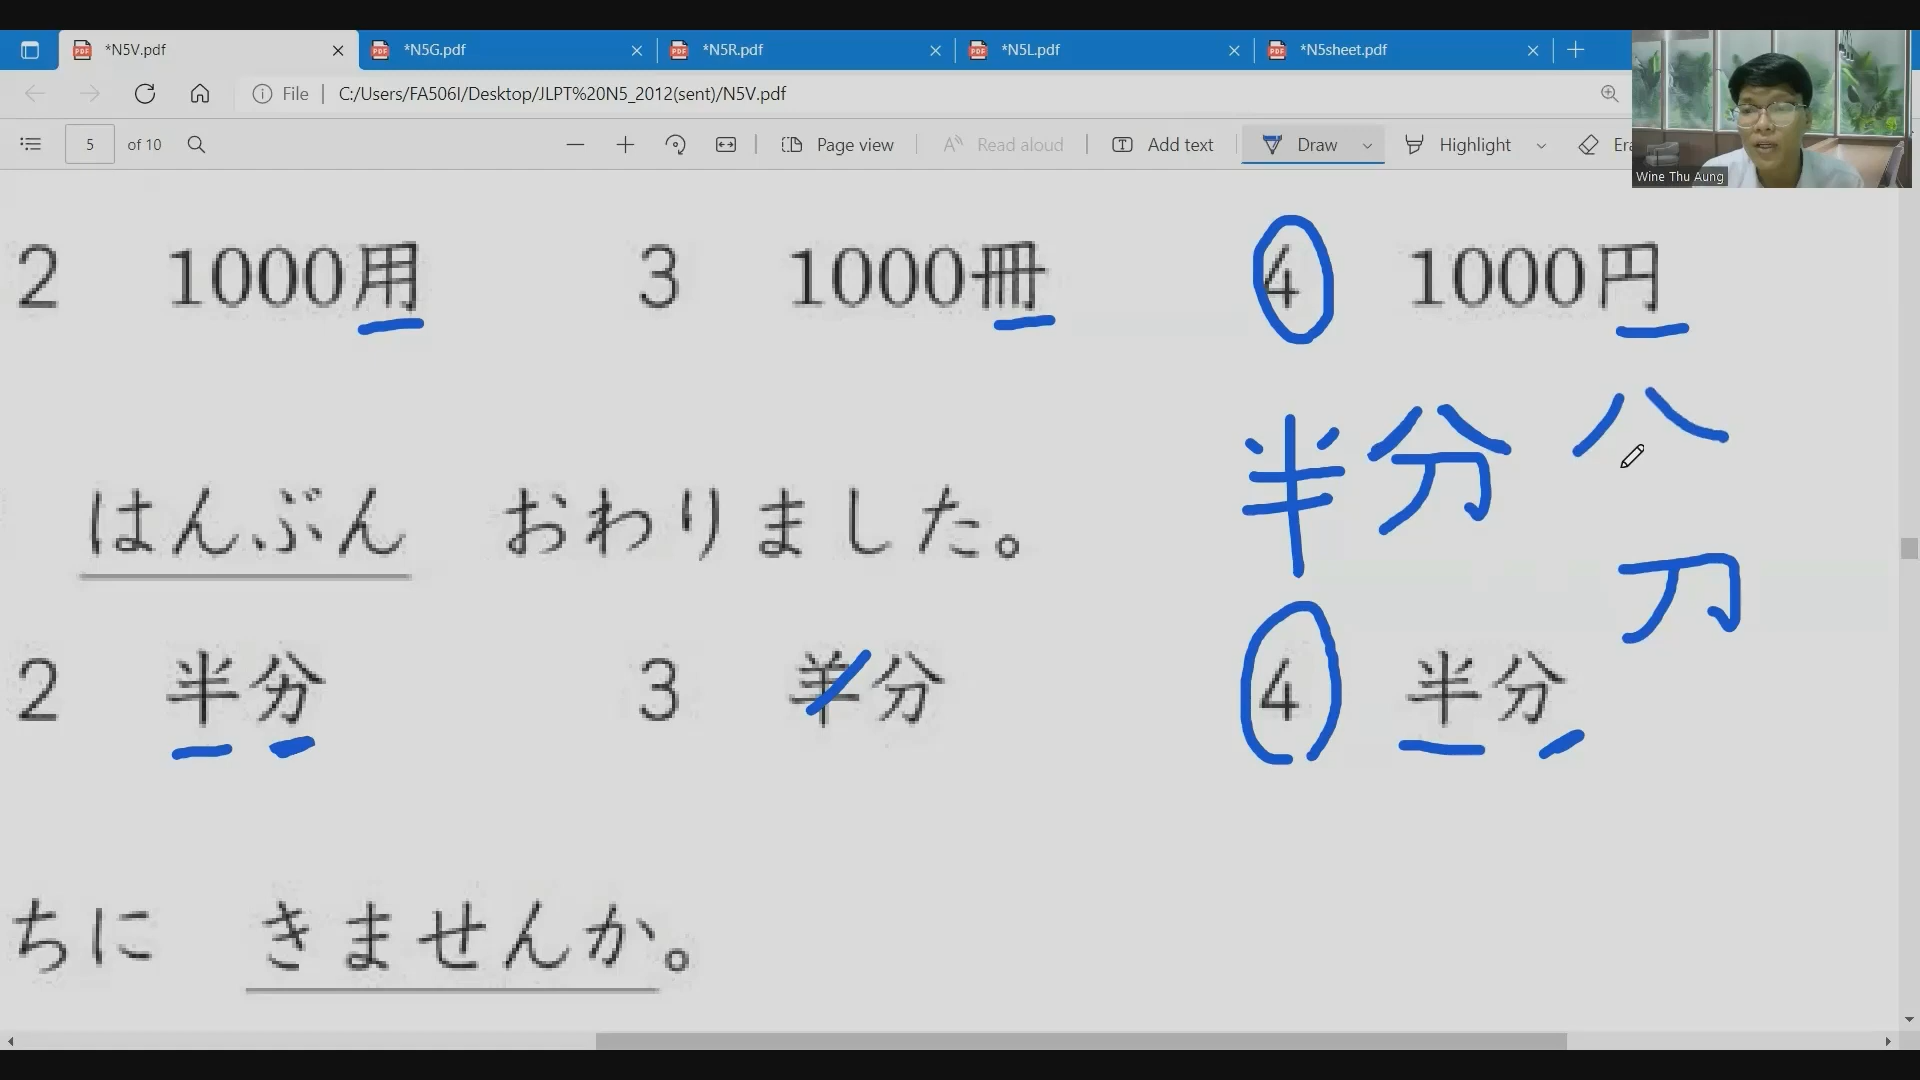 *N5V.pdf *N5G.pdf *N5R.pdf *N5L.pdf *N5sheet.pdf
File C:/Users/FA506I/Desktop/JLPT%20N5_2012(sent)/N5V.pdf
5 of 10 Page view Read aloud Add text Draw Highlight
Wine Thu Aung
2 1000用 3 1000冊 4 1000円
半分 八
刀
はんぶん おわりました。
2 半 3 分 4 半分
ちに きませんか。